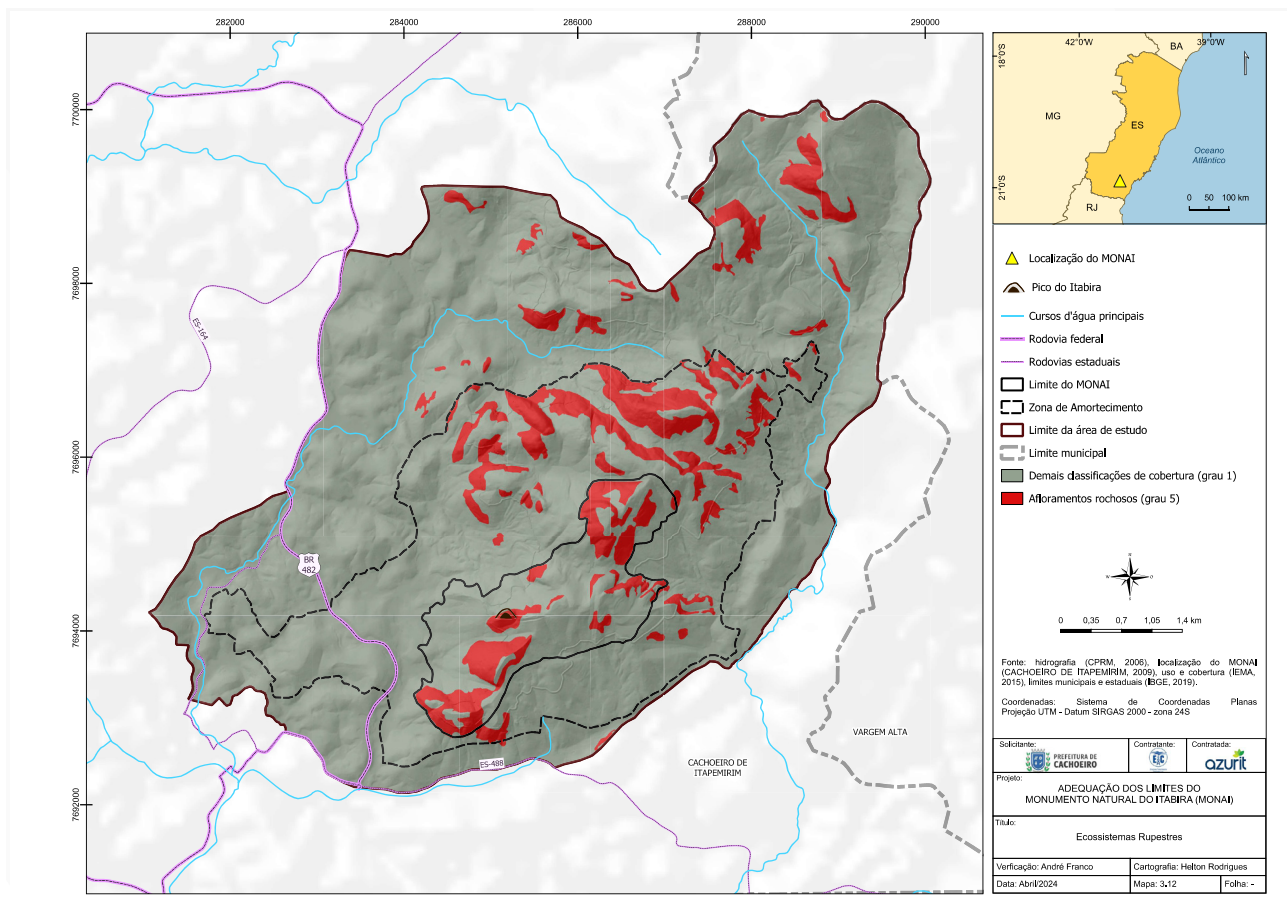 282000
284000
286000
288000
290000
7700000
7698000
7696000
7694000
7692000
ES-164
BR
482
ES-488
CACHOEIRO DE
ITAPEMIRIM
VARGEM ALTA
42°0'W
39°0'W
18°0'S
21°0'S
BA
MG
ES
RJ
Oceano
Atlântico
0 50 100 km
Localização do MONAI
Pico do Itabira
Cursos d'água principais
Rodovia federal
Rodovias estaduais
Limite do MONAI
Zona de Amortecimento
Limite da área de estudo
Limite municipal
Demais classificações de cobertura (grau 1)
Afloramentos rochosos (grau 5)
N
W O
S
0 0,35 0,7 1,05 1,4 km
Fonte: hidrografia (CPRM, 2006), localização do MONAI
(CACHOEIRO DE ITAPEMIRIM, 2009), uso e cobertura (IEMA,
2015), limites municipais e estaduais (IBGE, 2019).
Coordenadas: Sistema de Coordenadas Planas
Projeção UTM - Datum SIRGAS 2000 - zona 24S
Solicitante:
PREFEITURA DE
CACHOEIRO
Contratante:
Contratada:
azurit
Projeto:
ADEQUAÇÃO DOS LIMITES DO
MONUMENTO NATURAL DO ITABIRA (MONAI)
Título:
Ecossistemas Rupestres
Verficação: André Franco
Cartografia: Helton Rodrigues
Data: Abril/2024
Mapa: 3.12
Folha: -